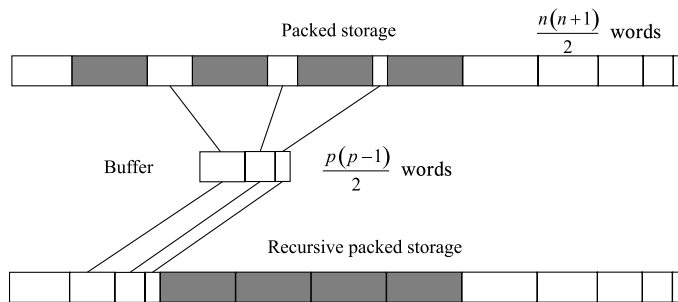 Packed storage
n(n+1)/2 words
Buffer
p(p−1)/2 words
Recursive packed storage